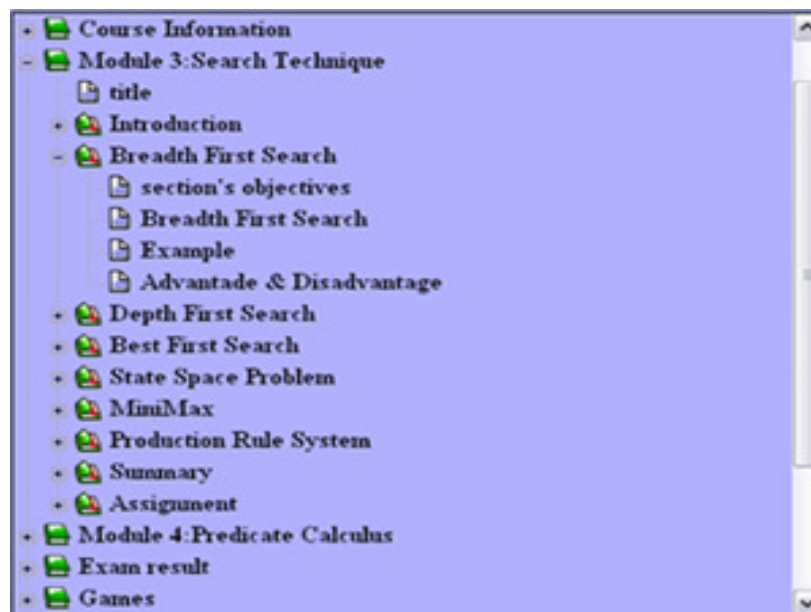 Course Information
Module 3:Search Technique
title
Introduction
Breadth First Search
section's objectives
Breadth First Search
Example
Advantade & Disadvantage
Depth First Search
Best First Search
State Space Problem
MiniMax
Production Rule System
Summary
Assignment
Module 4:Predicate Calculus
Exam result
Games